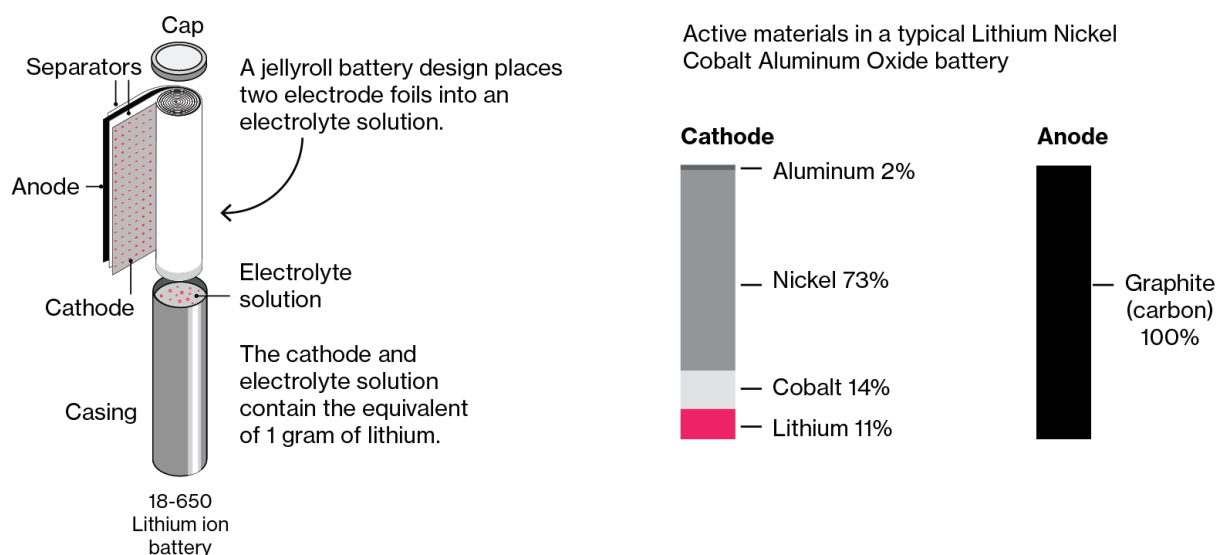 Cap
Separators
A jellyroll battery design places
two electrode foils into an
electrolyte solution.
Anode
Cathode
Electrolyte
solution
The cathode and
electrolyte solution
contain the equivalent
of 1 gram of lithium.
Casing
18-650
Lithium ion
battery
Active materials in a typical Lithium Nickel
Cobalt Aluminum Oxide battery
Cathode
Aluminum 2%
Nickel 73%
Cobalt 14%
Lithium 11%
Anode
Graphite
(carbon)
100%